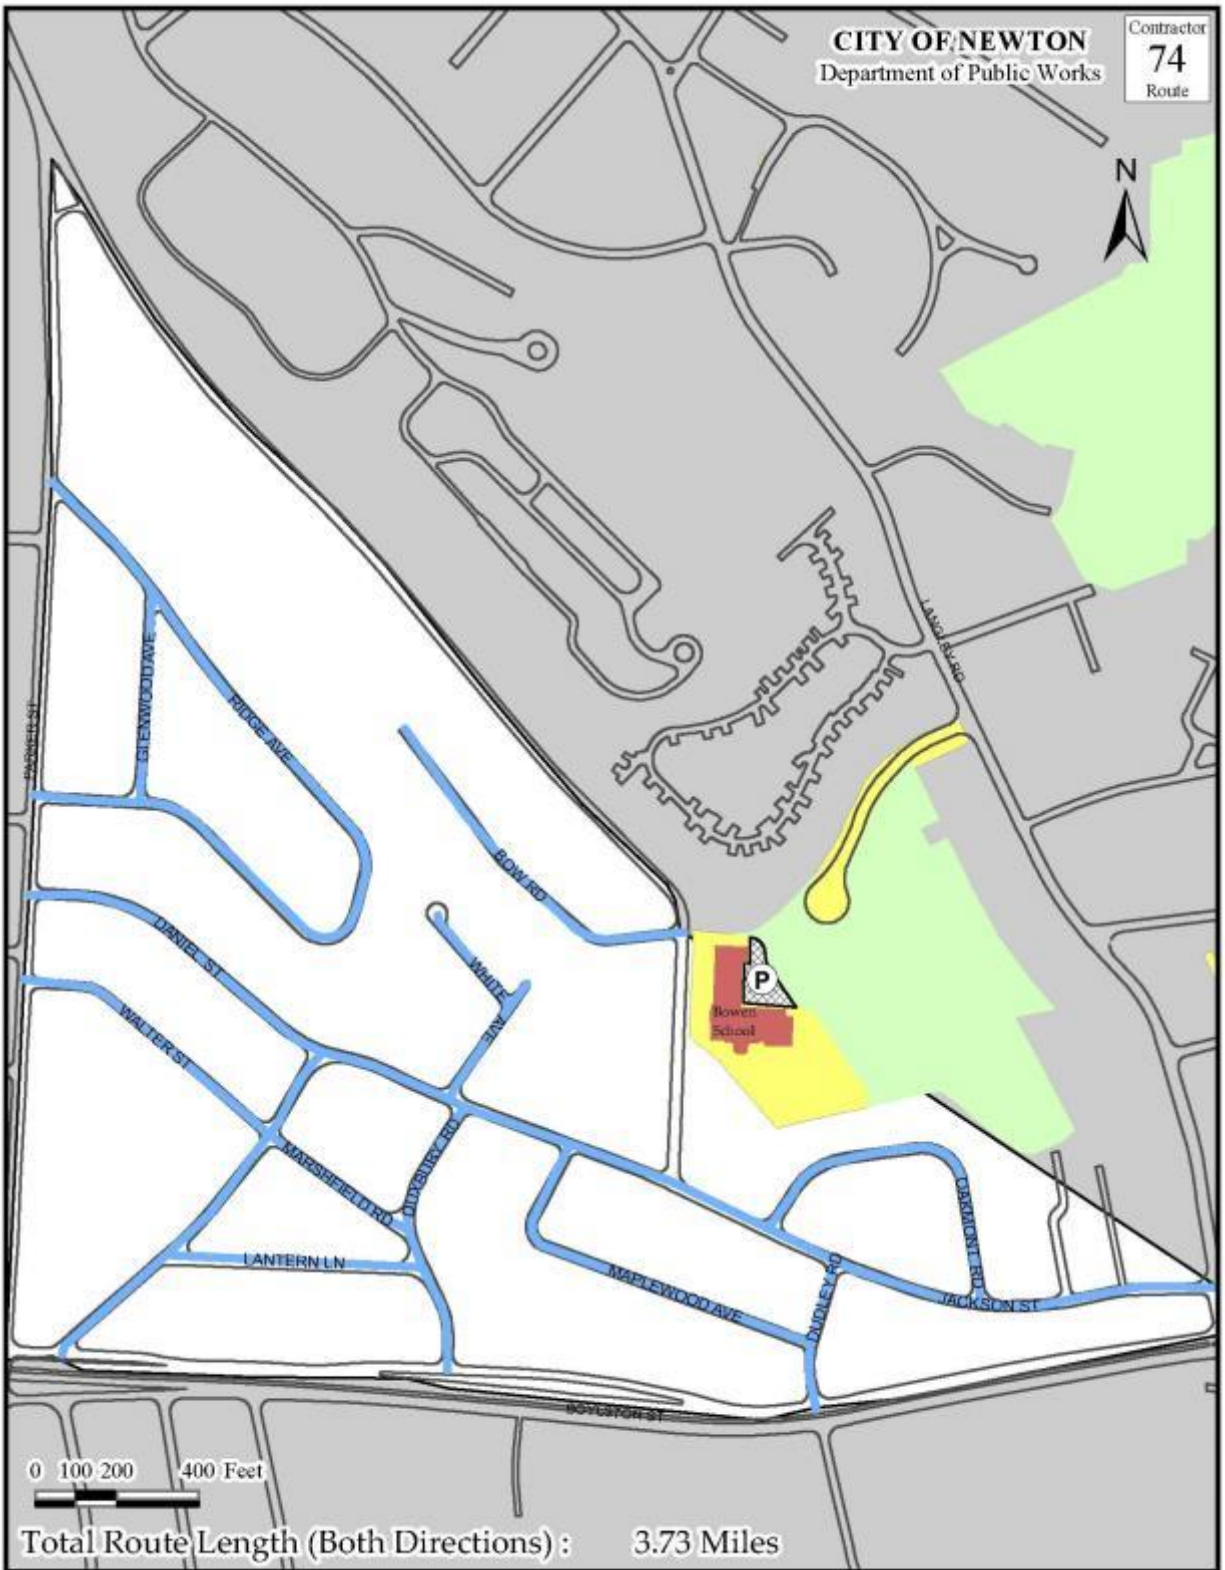 CITY OF NEWTON
Department of Public Works
Contractor
74
Route
N
LANGLEY RD
GLENWOOD AVE
RIDGE AVE
PARKER ST
BOW RD
DANIEL ST
WHITE AVE
P
Bowen
School
WALTER ST
MARSHFIELD RD
DUXBURY RD
OAKMONT RD
LANTERN LN
MAPLEWOOD AVE
DUDLEY RD
JACKSON ST
BOYLSTON ST
0 100 200 400 Feet
Total Route Length (Both Directions) : 3.73 Miles